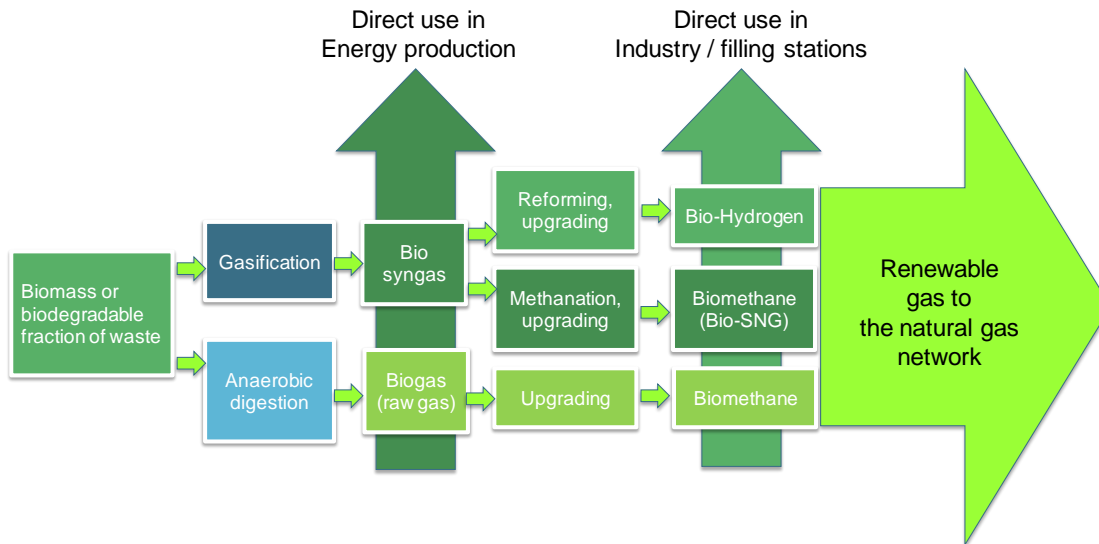 Direct use in
Energy production
Direct use in
Industry / filling stations
Biomass or
biodegradable
fraction of waste
Gasification
Bio
syngas
Reforming,
upgrading
Bio-Hydrogen
Methanation,
upgrading
Biomethane
(Bio-SNG)
Anaerobic
digestion
Biogas
(raw gas)
Upgrading
Biomethane
Renewable
gas to
the natural gas
network